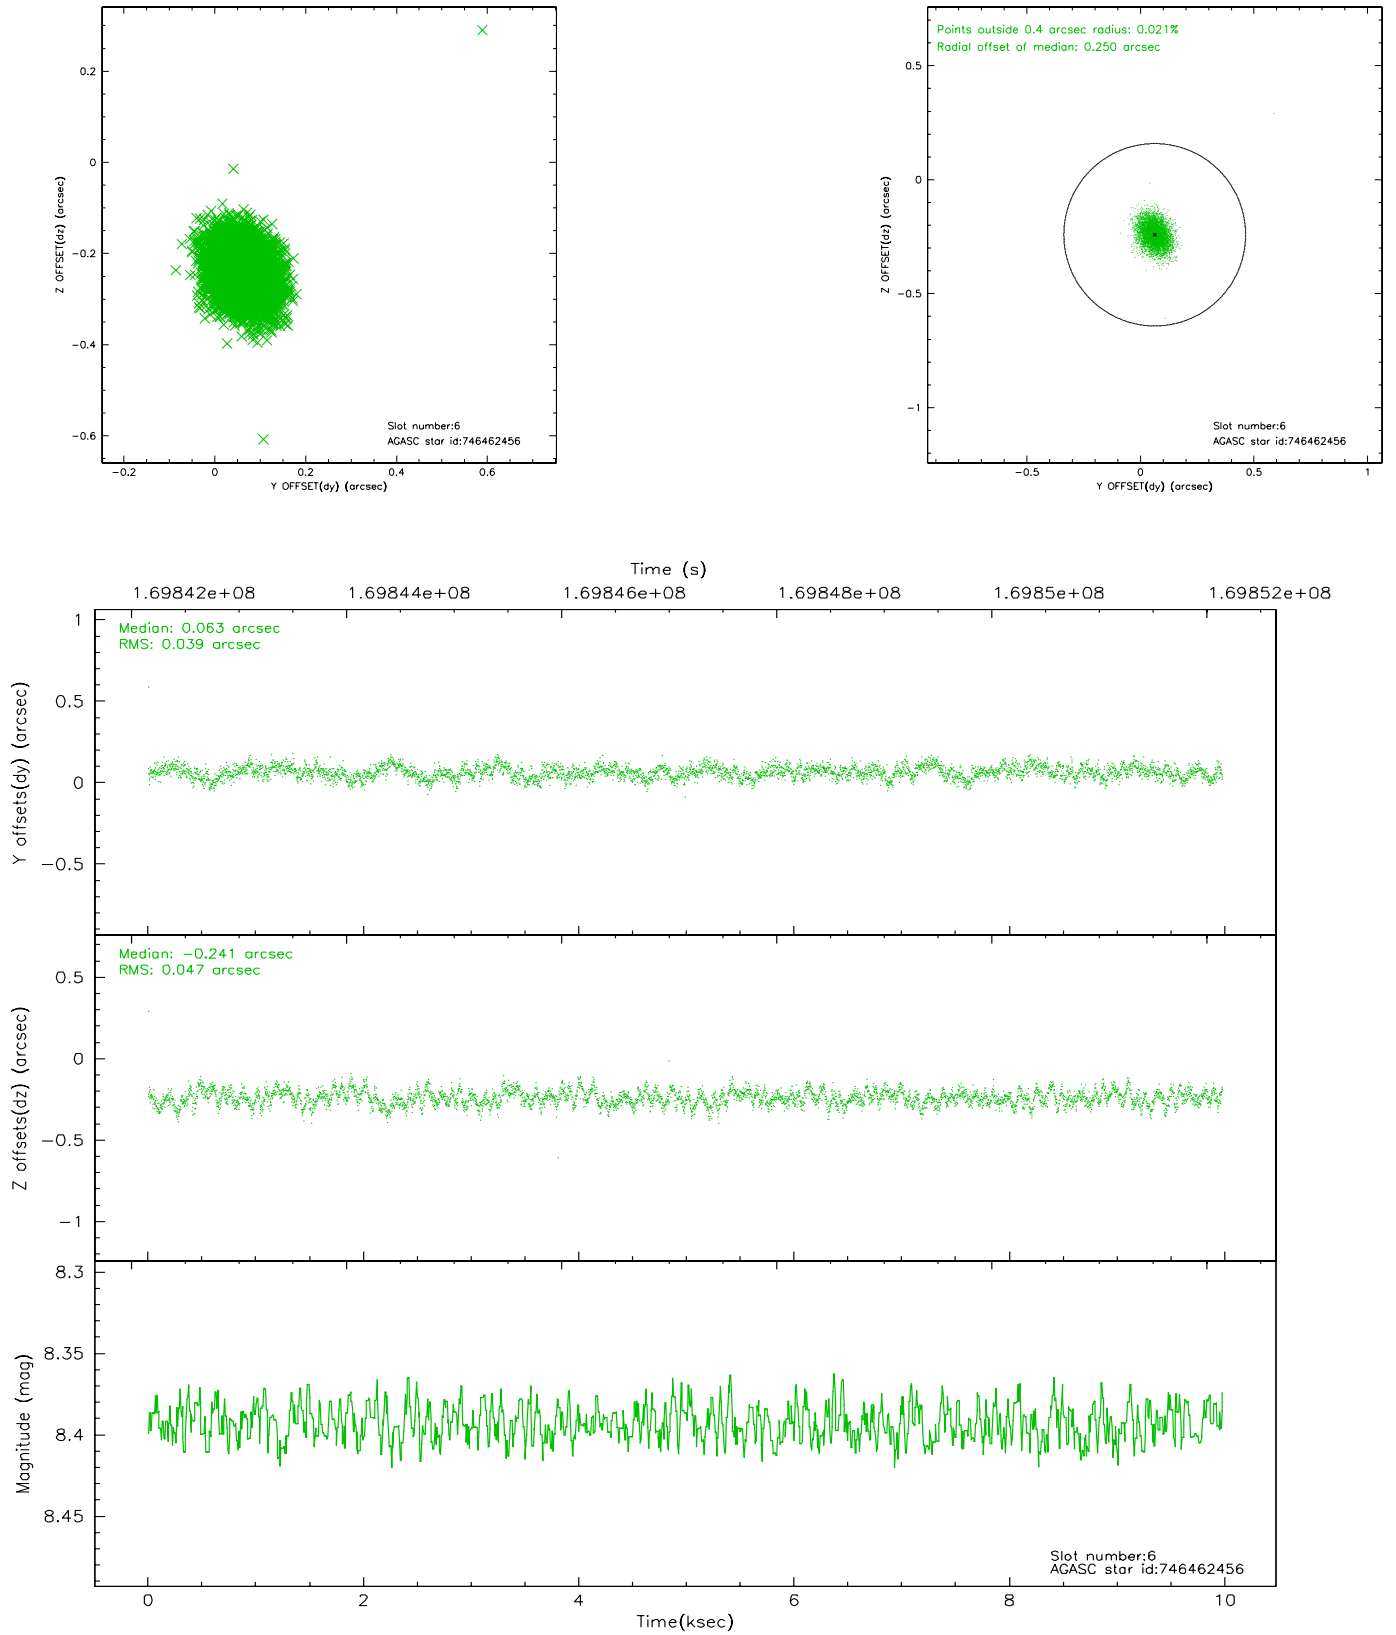 0.2
0
−0.2
−0.4
−0.6
Z OFFSET(dz) (arcsec)
Slot number:6
AGASC star id:746462456
−0.2
0
0.2
0.4
0.6
Y OFFSET(dy) (arcsec)
Points outside 0.4 arcsec radius: 0.021%
Radial offset of median: 0.250 arcsec
0.5
0
−0.5
−1
Z OFFSET(dz) (arcsec)
Slot number:6
AGASC star id:746462456
−0.5
0
0.5
1
Y OFFSET(dy) (arcsec)
Time (s)
1.69842e+08
1.69844e+08
1.69846e+08
1.69848e+08
1.6985e+08
1.69852e+08
Median: 0.063 arcsec
RMS: 0.039 arcsec
1
0.5
0
−0.5
Y offsets(dy) (arcsec)
Median: −0.241 arcsec
RMS: 0.047 arcsec
0.5
0
−0.5
−1
Z offsets(dz) (arcsec)
8.3
8.35
8.4
8.45
Magnitude (mag)
Slot number:6
AGASC star id:746462456
0
2
4
6
8
10
Time(ksec)